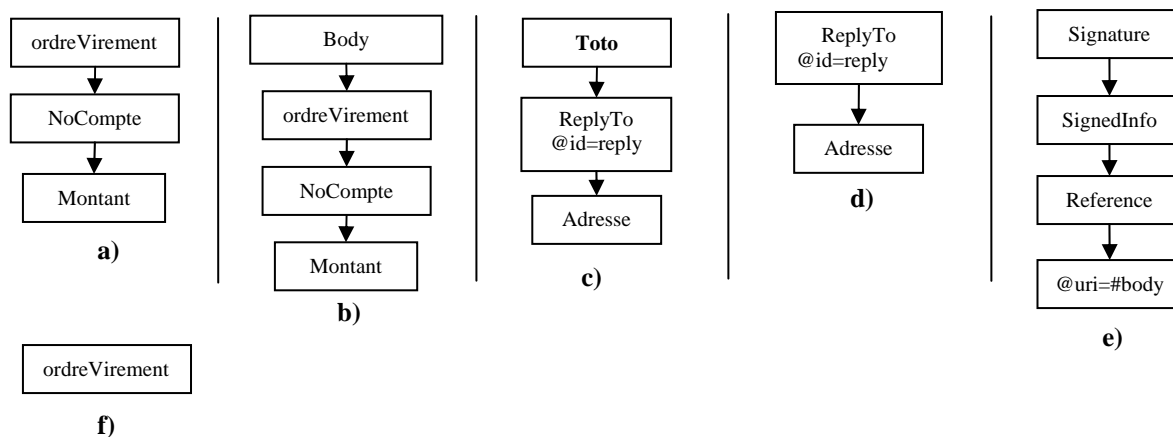 ordreVirement
NoCompte
Montant
a)
Body
ordreVirement
NoCompte
Montant
b)
Toto
ReplyTo
@id=reply
Adresse
c)
ReplyTo
@id=reply
Adresse
d)
Signature
SignedInfo
Reference
@uri=#body
e)
ordreVirement
f)